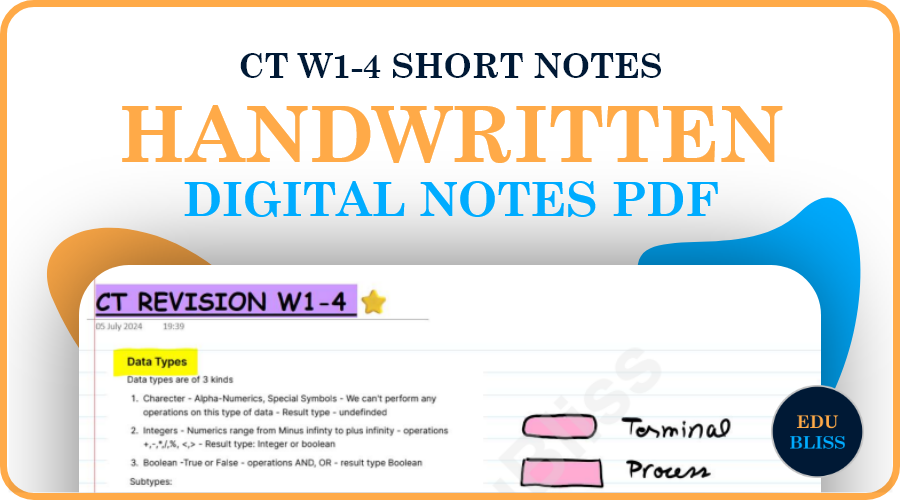 CT W1-4 SHORT NOTES
HANDWRITTEN
DIGITAL NOTES PDF
CT REVISION W1-4
05 July 2024 19:39
Data Types
Data types are of 3 kinds
1. Charecter - Alpha-Numerics, Special Symbols - We can't perform any
operations on this type of data - Result type - undefinded
2. Integers - Numerics range from Minus infinty to plus infinity - operations
+,-,*,/,%, <,> - Result type: Integer or boolean
3. Boolean -True or False - operations AND, OR - result type Boolean
Subtypes:
Terminal
Process
EDU
BLISS